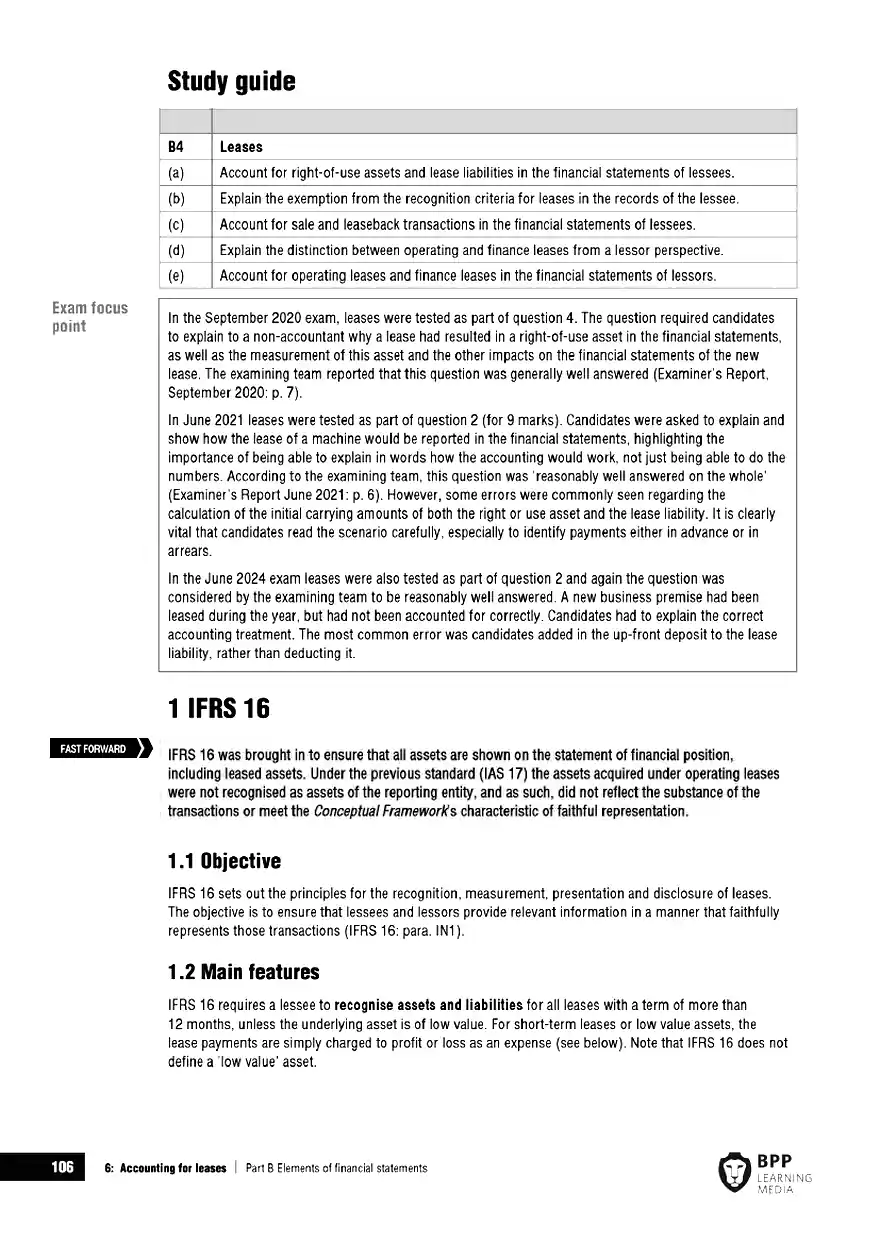 Study guide
B4 Leases
(a) Account for right-of-use assets and lease liabilities in the financial statements of lessees.
(b) Explain the exemption from the recognition criteria for leases in the records of the lessee.
(c) Account for sale and leaseback transactions in the financial statements of lessees.
(d) Explain the distinction between operating and finance leases from a lessor perspective.
(e) Account for operating leases and finance leases in the financial statements of lessors.
Exam focus
point
In the September 2020 exam, leases were tested as part of question 4. The question required candidates
to explain to a non-accountant why a lease had resulted in a right-of-use asset in the financial statements,
as well as the measurement of this asset and the other impacts on the financial statements of the new
lease. The examining team reported that this question was generally well answered (Examiner's Report,
September 2020: p. 7).
In June 2021 leases were tested as part of question 2 (for 9 marks). Candidates were asked to explain and
show how the lease of a machine would be reported in the financial statements, highlighting the
importance of being able to explain in words how the accounting would work, not just being able to do the
numbers. According to the examining team, this question was 'reasonably well answered on the whole'
(Examiner's Report June 2021: p. 6). However, some errors were commonly seen regarding the
calculation of the initial carrying amounts of both the right or use asset and the lease liability. It is clearly
vital that candidates read the scenario carefully, especially to identify payments either in advance or in
arrears.
In the June 2024 exam leases were also tested as part of question 2 and again the question was
considered by the examining team to be reasonably well answered. A new business premise had been
leased during the year, but had not been accounted for correctly. Candidates had to explain the correct
accounting treatment. The most common error was candidates added in the up-front deposit to the lease
liability, rather than deducting it.
1 IFRS 16
FAST FORWARD
IFRS 16 was brought in to ensure that all assets are shown on the statement of financial position,
including leased assets. Under the previous standard (IAS 17) the assets acquired under operating leases
were not recognised as assets of the reporting entity, and as such, did not reflect the substance of the
transactions or meet the Conceptual Framework's characteristic of faithful representation.
1.1 Objective
IFRS 16 sets out the principles for the recognition, measurement, presentation and disclosure of leases.
The objective is to ensure that lessees and lessors provide relevant information in a manner that faithfully
represents those transactions (IFRS 16: para. IN1).
1.2 Main features
IFRS 16 requires a lessee to recognise assets and liabilities for all leases with a term of more than
12 months, unless the underlying asset is of low value. For short-term leases or low value assets, the
lease payments are simply charged to profit or loss as an expense (see below). Note that IFRS 16 does not
define a 'low value' asset.
106 6: Accounting for leases | Part B Elements of financial statements
BPP
LEARNING
MEDIA